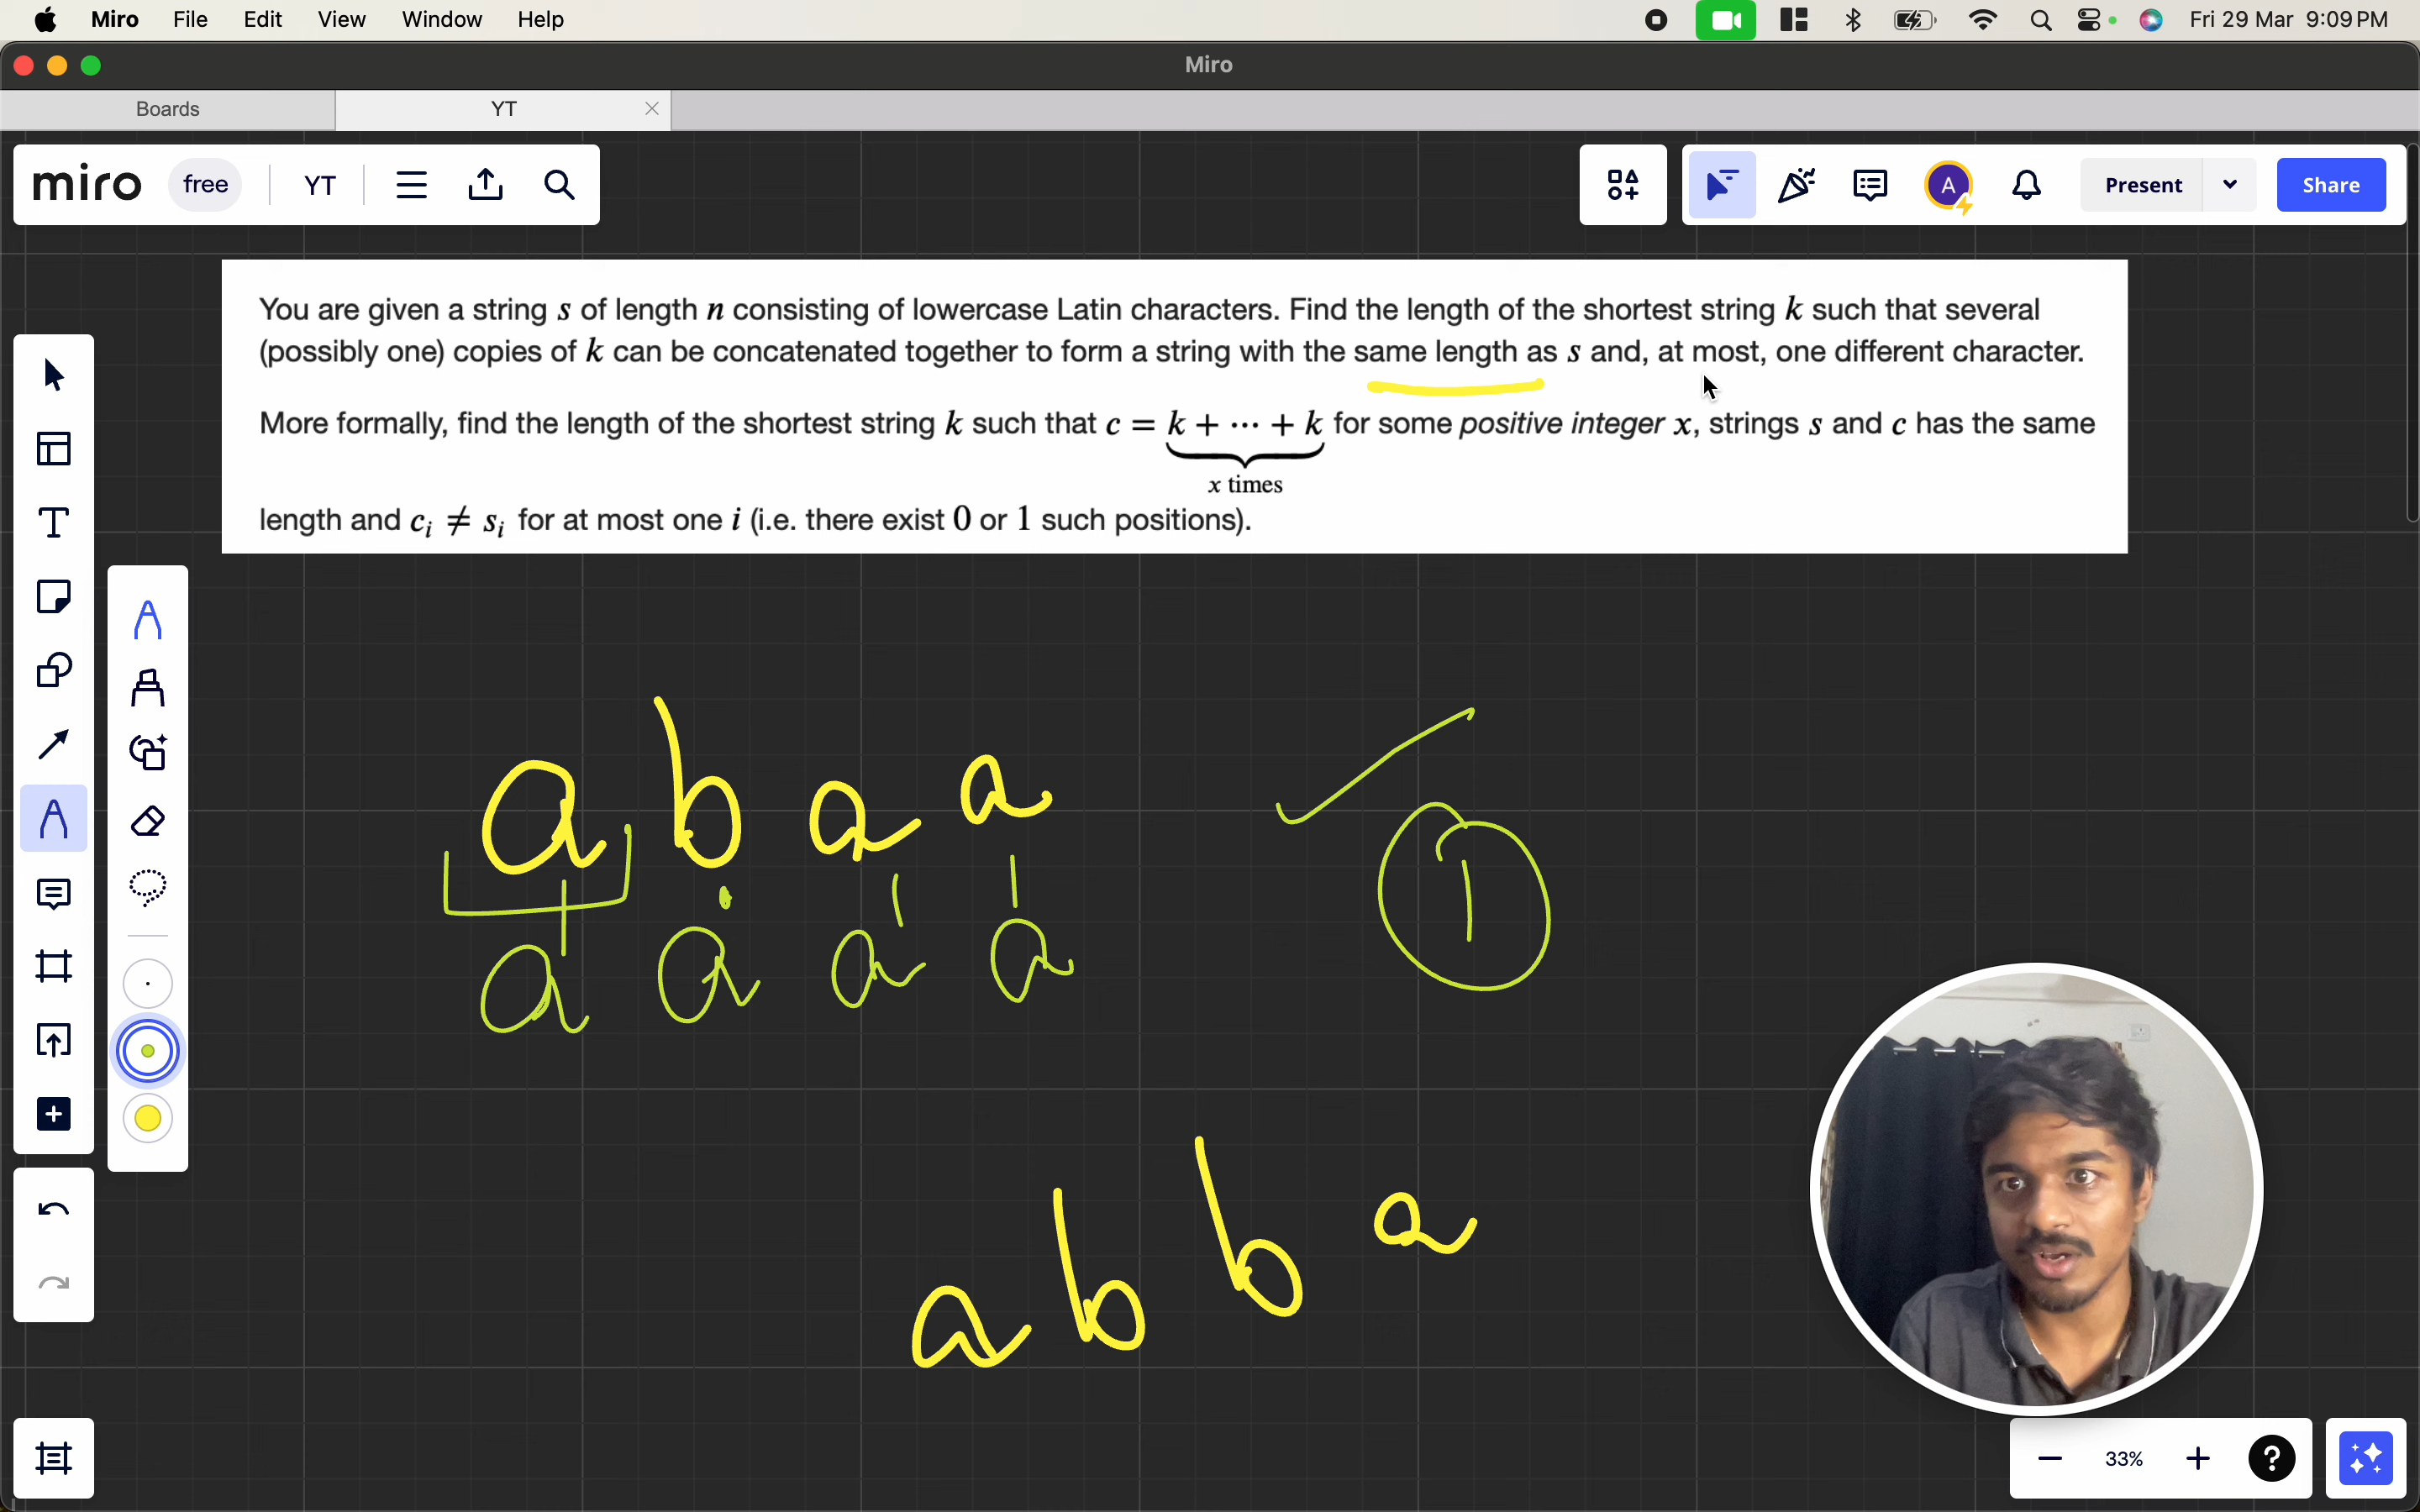 Miro File Edit View Window Help Fri 29 Mar 9:09 PM
Miro
Boards YT
miro free YT Present Share
You are given a string s of length n consisting of lowercase Latin characters. Find the length of the shortest string k such that several
(possibly one) copies of k can be concatenated together to form a string with the same length as s and, at most, one different character.
More formally, find the length of the shortest string k such that c = k + ··· + k for some positive integer x, strings s and c has the same
x times
length and cᵢ ≠ sᵢ for at most one i (i.e. there exist 0 or 1 such positions).
a b a a
1
a a a a
a b b a
33%